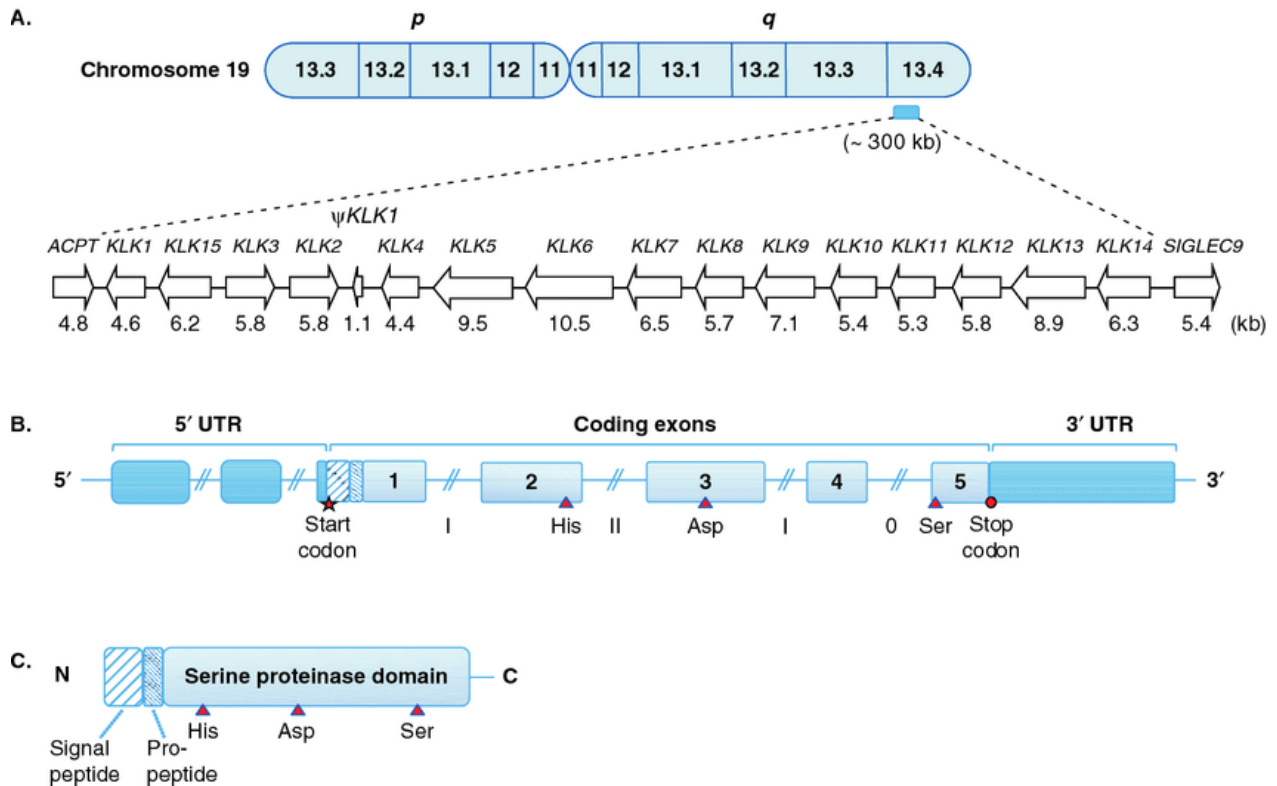 A.
p q
Chromosome 19 13.3 13.2 13.1 12 11 11 12 13.1 13.2 13.3 13.4
(~ 300 kb)
ψKLK1
ACPT KLK1 KLK15 KLK3 KLK2 KLK4 KLK5 KLK6 KLK7 KLK8 KLK9 KLK10 KLK11 KLK12 KLK13 KLK14 SIGLEC9
4.8 4.6 6.2 5.8 5.8 1.1 4.4 9.5 10.5 6.5 5.7 7.1 5.4 5.3 5.8 8.9 6.3 5.4 (kb)
B.
5′ UTR Coding exons 3′ UTR
5′ 1 2 3 4 5 3′
Start I His II Asp I 0 Ser Stop
codon codon
C.
N Serine proteinase domain C
His Asp Ser
Signal Pro-
peptide peptide